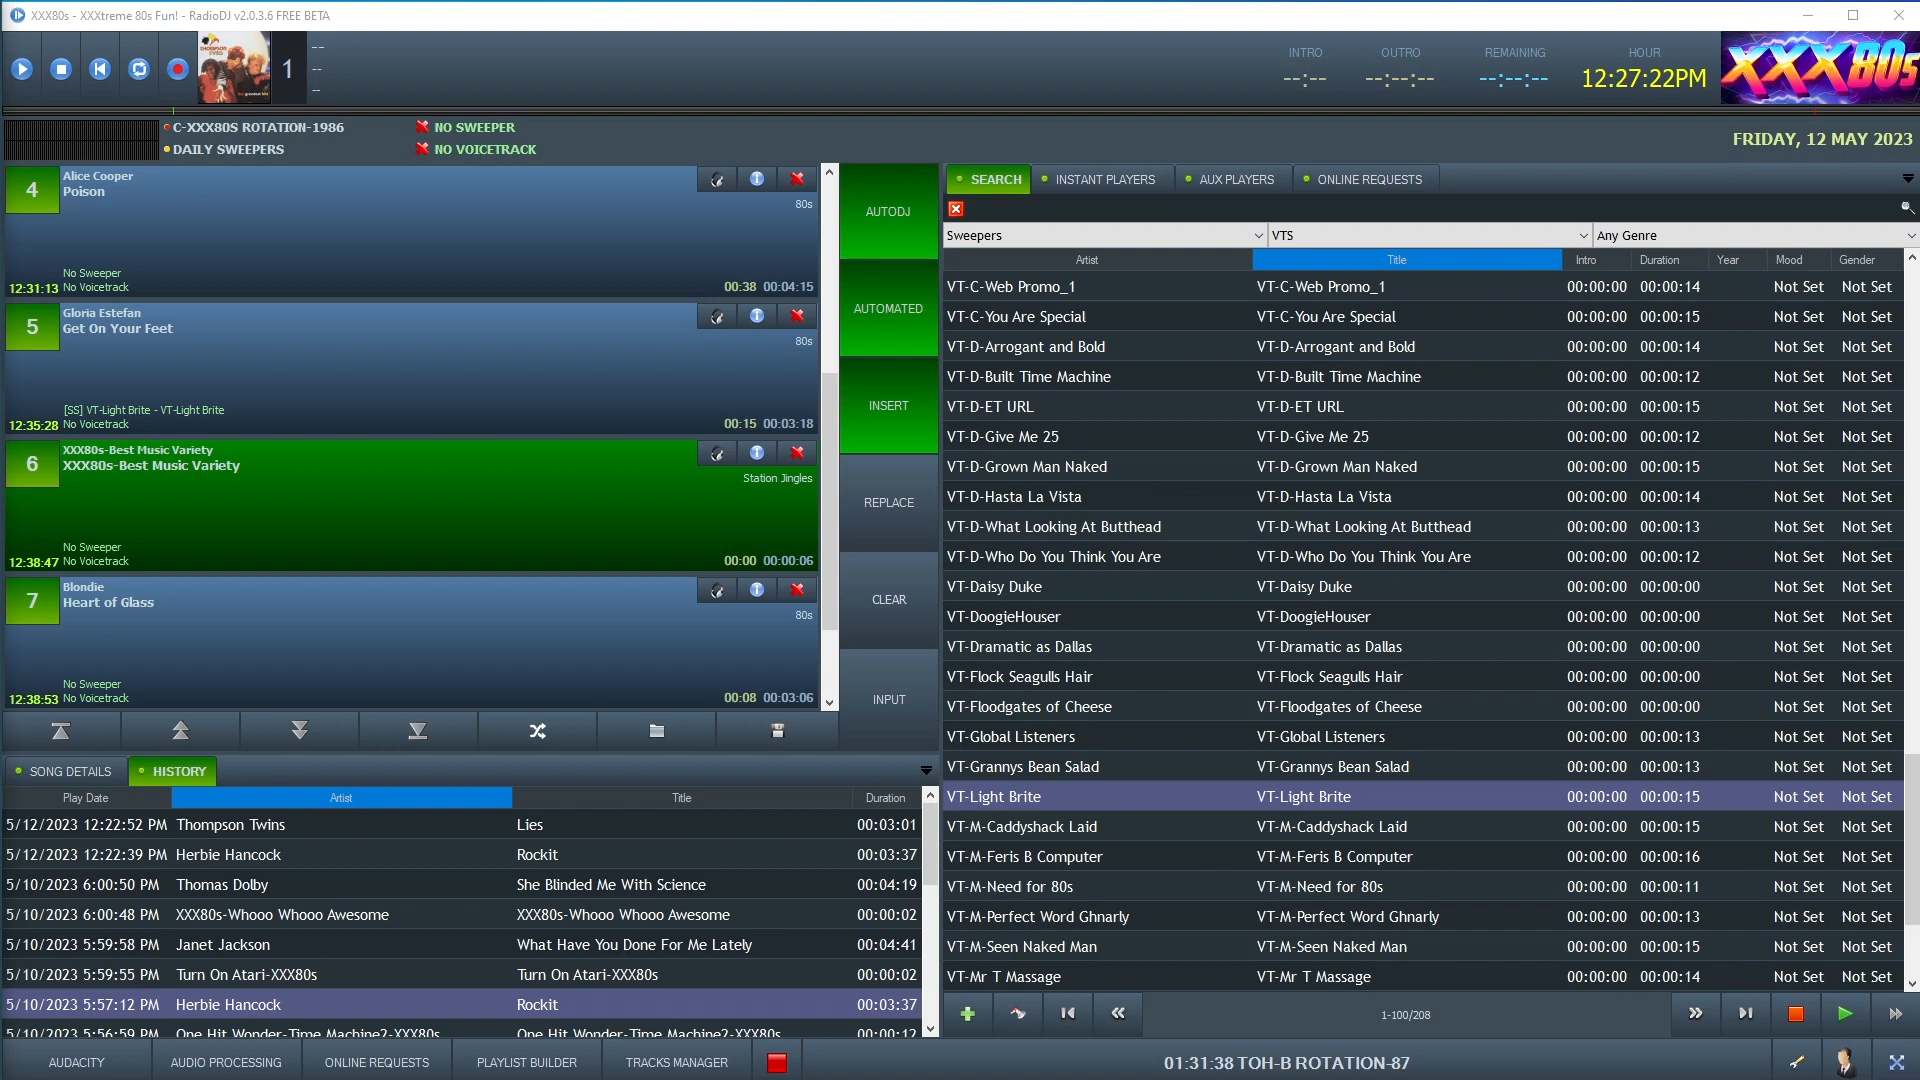 XXX80s - XXXtreme 80s Fun! - RadioDJ v2.0.3.6 FREE BETA
1
--
--
--
INTRO
--:--
OUTRO
--:--:--
REMAINING
--:--:--
HOUR
12:27:22PM
XXX80s
C-XXX80S ROTATION-1986
NO SWEEPER
DAILY SWEEPERS
NO VOICETRACK
FRIDAY, 12 MAY 2023
4
Alice Cooper
Poison
80s
No Sweeper
12:31:13 No Voicetrack 00:38 00:04:15
5
Gloria Estefan
Get On Your Feet
80s
[SS] VT-Light Brite - VT-Light Brite
12:35:28 No Voicetrack 00:15 00:03:18
6
XXX80s-Best Music Variety
XXX80s-Best Music Variety
Station Jingles
No Sweeper
12:38:47 No Voicetrack 00:00 00:00:06
7
Blondie
Heart of Glass
80s
No Sweeper
12:38:53 No Voicetrack 00:08 00:03:06
AUTODJ
AUTOMATED
INSERT
REPLACE
CLEAR
INPUT
SONG DETAILS HISTORY
Play Date Artist Title Duration
5/12/2023 12:22:52 PM Thompson Twins Lies 00:03:01
5/12/2023 12:22:39 PM Herbie Hancock Rockit 00:03:37
5/10/2023 6:00:50 PM Thomas Dolby She Blinded Me With Science 00:04:19
5/10/2023 6:00:48 PM XXX80s-Whooo Whooo Awesome XXX80s-Whooo Whooo Awesome 00:00:02
5/10/2023 5:59:58 PM Janet Jackson What Have You Done For Me Lately 00:04:41
5/10/2023 5:59:55 PM Turn On Atari-XXX80s Turn On Atari-XXX80s 00:00:02
5/10/2023 5:57:12 PM Herbie Hancock Rockit 00:03:37
5/10/2023 5:56:59 PM One Hit Wonder-Time Machine2-XXX80s One Hit Wonder-Time Machine2-XXX80s 00:00:12
SEARCH INSTANT PLAYERS AUX PLAYERS ONLINE REQUESTS
Sweepers VTS Any Genre
Artist Title Intro Duration Year Mood Gender
VT-C-Web Promo_1 VT-C-Web Promo_1 00:00:00 00:00:14 Not Set Not Set
VT-C-You Are Special VT-C-You Are Special 00:00:00 00:00:15 Not Set Not Set
VT-D-Arrogant and Bold VT-D-Arrogant and Bold 00:00:00 00:00:14 Not Set Not Set
VT-D-Built Time Machine VT-D-Built Time Machine 00:00:00 00:00:12 Not Set Not Set
VT-D-ET URL VT-D-ET URL 00:00:00 00:00:15 Not Set Not Set
VT-D-Give Me 25 VT-D-Give Me 25 00:00:00 00:00:12 Not Set Not Set
VT-D-Grown Man Naked VT-D-Grown Man Naked 00:00:00 00:00:15 Not Set Not Set
VT-D-Hasta La Vista VT-D-Hasta La Vista 00:00:00 00:00:14 Not Set Not Set
VT-D-What Looking At Butthead VT-D-What Looking At Butthead 00:00:00 00:00:13 Not Set Not Set
VT-D-Who Do You Think You Are VT-D-Who Do You Think You Are 00:00:00 00:00:12 Not Set Not Set
VT-Daisy Duke VT-Daisy Duke 00:00:00 00:00:00 Not Set Not Set
VT-DoogieHouser VT-DoogieHouser 00:00:00 00:00:00 Not Set Not Set
VT-Dramatic as Dallas VT-Dramatic as Dallas 00:00:00 00:00:00 Not Set Not Set
VT-Flock Seagulls Hair VT-Flock Seagulls Hair 00:00:00 00:00:00 Not Set Not Set
VT-Floodgates of Cheese VT-Floodgates of Cheese 00:00:00 00:00:00 Not Set Not Set
VT-Global Listeners VT-Global Listeners 00:00:00 00:00:13 Not Set Not Set
VT-Grannys Bean Salad VT-Grannys Bean Salad 00:00:00 00:00:13 Not Set Not Set
VT-Light Brite VT-Light Brite 00:00:00 00:00:15 Not Set Not Set
VT-M-Caddyshack Laid VT-M-Caddyshack Laid 00:00:00 00:00:15 Not Set Not Set
VT-M-Feris B Computer VT-M-Feris B Computer 00:00:00 00:00:16 Not Set Not Set
VT-M-Need for 80s VT-M-Need for 80s 00:00:00 00:00:11 Not Set Not Set
VT-M-Perfect Word Ghnarly VT-M-Perfect Word Ghnarly 00:00:00 00:00:13 Not Set Not Set
VT-M-Seen Naked Man VT-M-Seen Naked Man 00:00:00 00:00:15 Not Set Not Set
VT-Mr T Massage VT-Mr T Massage 00:00:00 00:00:14 Not Set Not Set
1-100/208
AUDACITY AUDIO PROCESSING ONLINE REQUESTS PLAYLIST BUILDER TRACKS MANAGER
01:31:38 TOH-B ROTATION-87